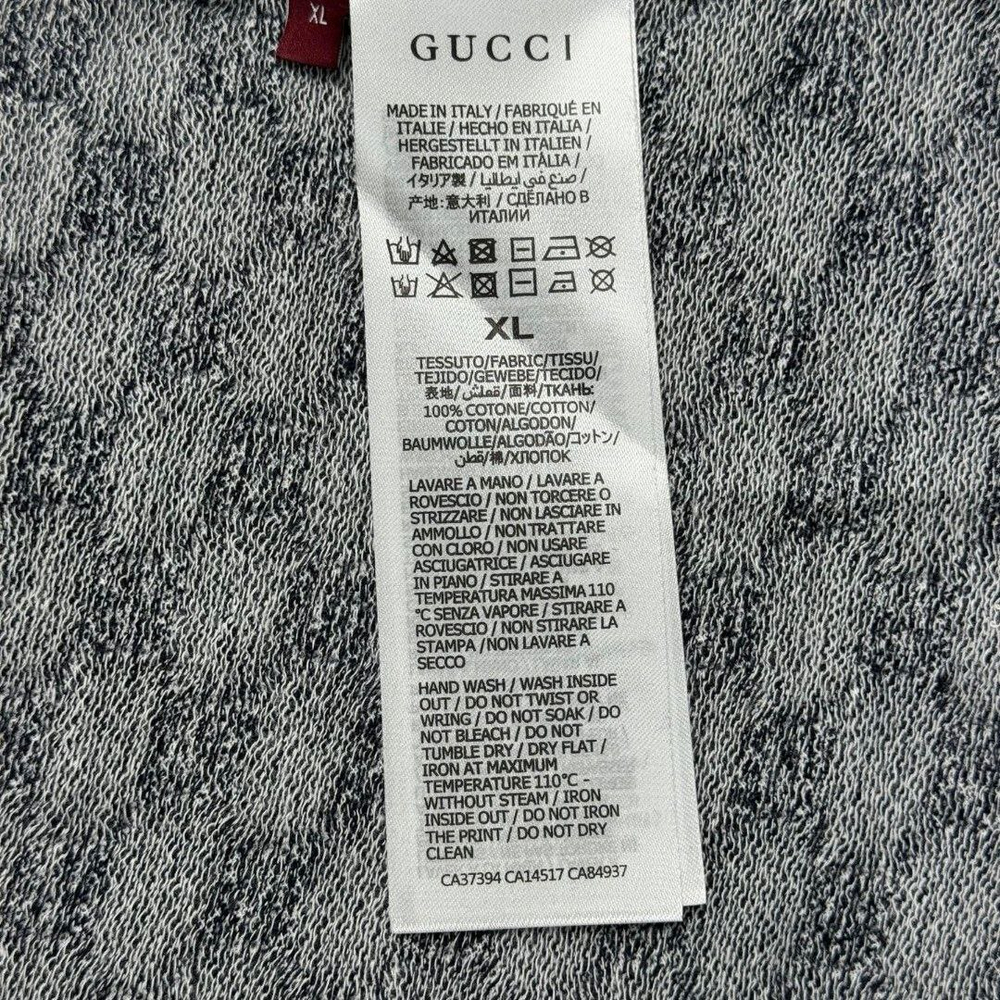 XL
GUCCI
MADE IN ITALY / FABRIQUÉ EN
ITALIE / HECHO EN ITALIA /
HERGESTELLT IN ITALIEN /
FABRICADO EM ITÁLIA /
イタリア製 / صنع في ايطاليا /
产地:意大利 / СДЕЛАНО В
ИТАЛИИ
XL
TESSUTO/FABRIC/TISSU/
TEJIDO/GEWEBE/TECIDO/
表地/قماش/面料/ТКАНЬ:
100% COTONE/COTTON/
COTON/ALGODON/
BAUMWOLLE/ALGODÃO/コットン/
قطن/棉/ХЛОПОК
LAVARE A MANO / LAVARE A
ROVESCIO / NON TORCERE O
STRIZZARE / NON LASCIARE IN
AMMOLLO / NON TRATTARE
CON CLORO / NON USARE
ASCIUGATRICE / ASCIUGARE
IN PIANO / STIRARE A
TEMPERATURA MASSIMA 110
°C SENZA VAPORE / STIRARE A
ROVESCIO / NON STIRARE LA
STAMPA /NON LAVARE A
SECCO
HAND WASH / WASH INSIDE
OUT / DO NOT TWIST OR
WRING / DO NOT SOAK / DO
NOT BLEACH / DO NOT
TUMBLE DRY / DRY FLAT /
IRON AT MAXIMUM
TEMPERATURE 110°C -
WITHOUT STEAM / IRON
INSIDE OUT / DO NOT IRON
THE PRINT / DO NOT DRY
CLEAN
CA37394 CA14517 CA84937